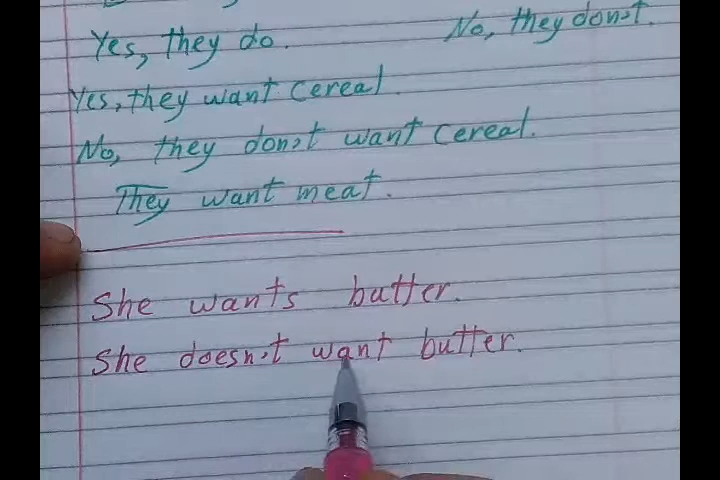 Yes, they do. No, they don't.
Yes, they want cereal.
No, they don't want cereal.
They want meat.
She wants butter.
She doesn't want butter.